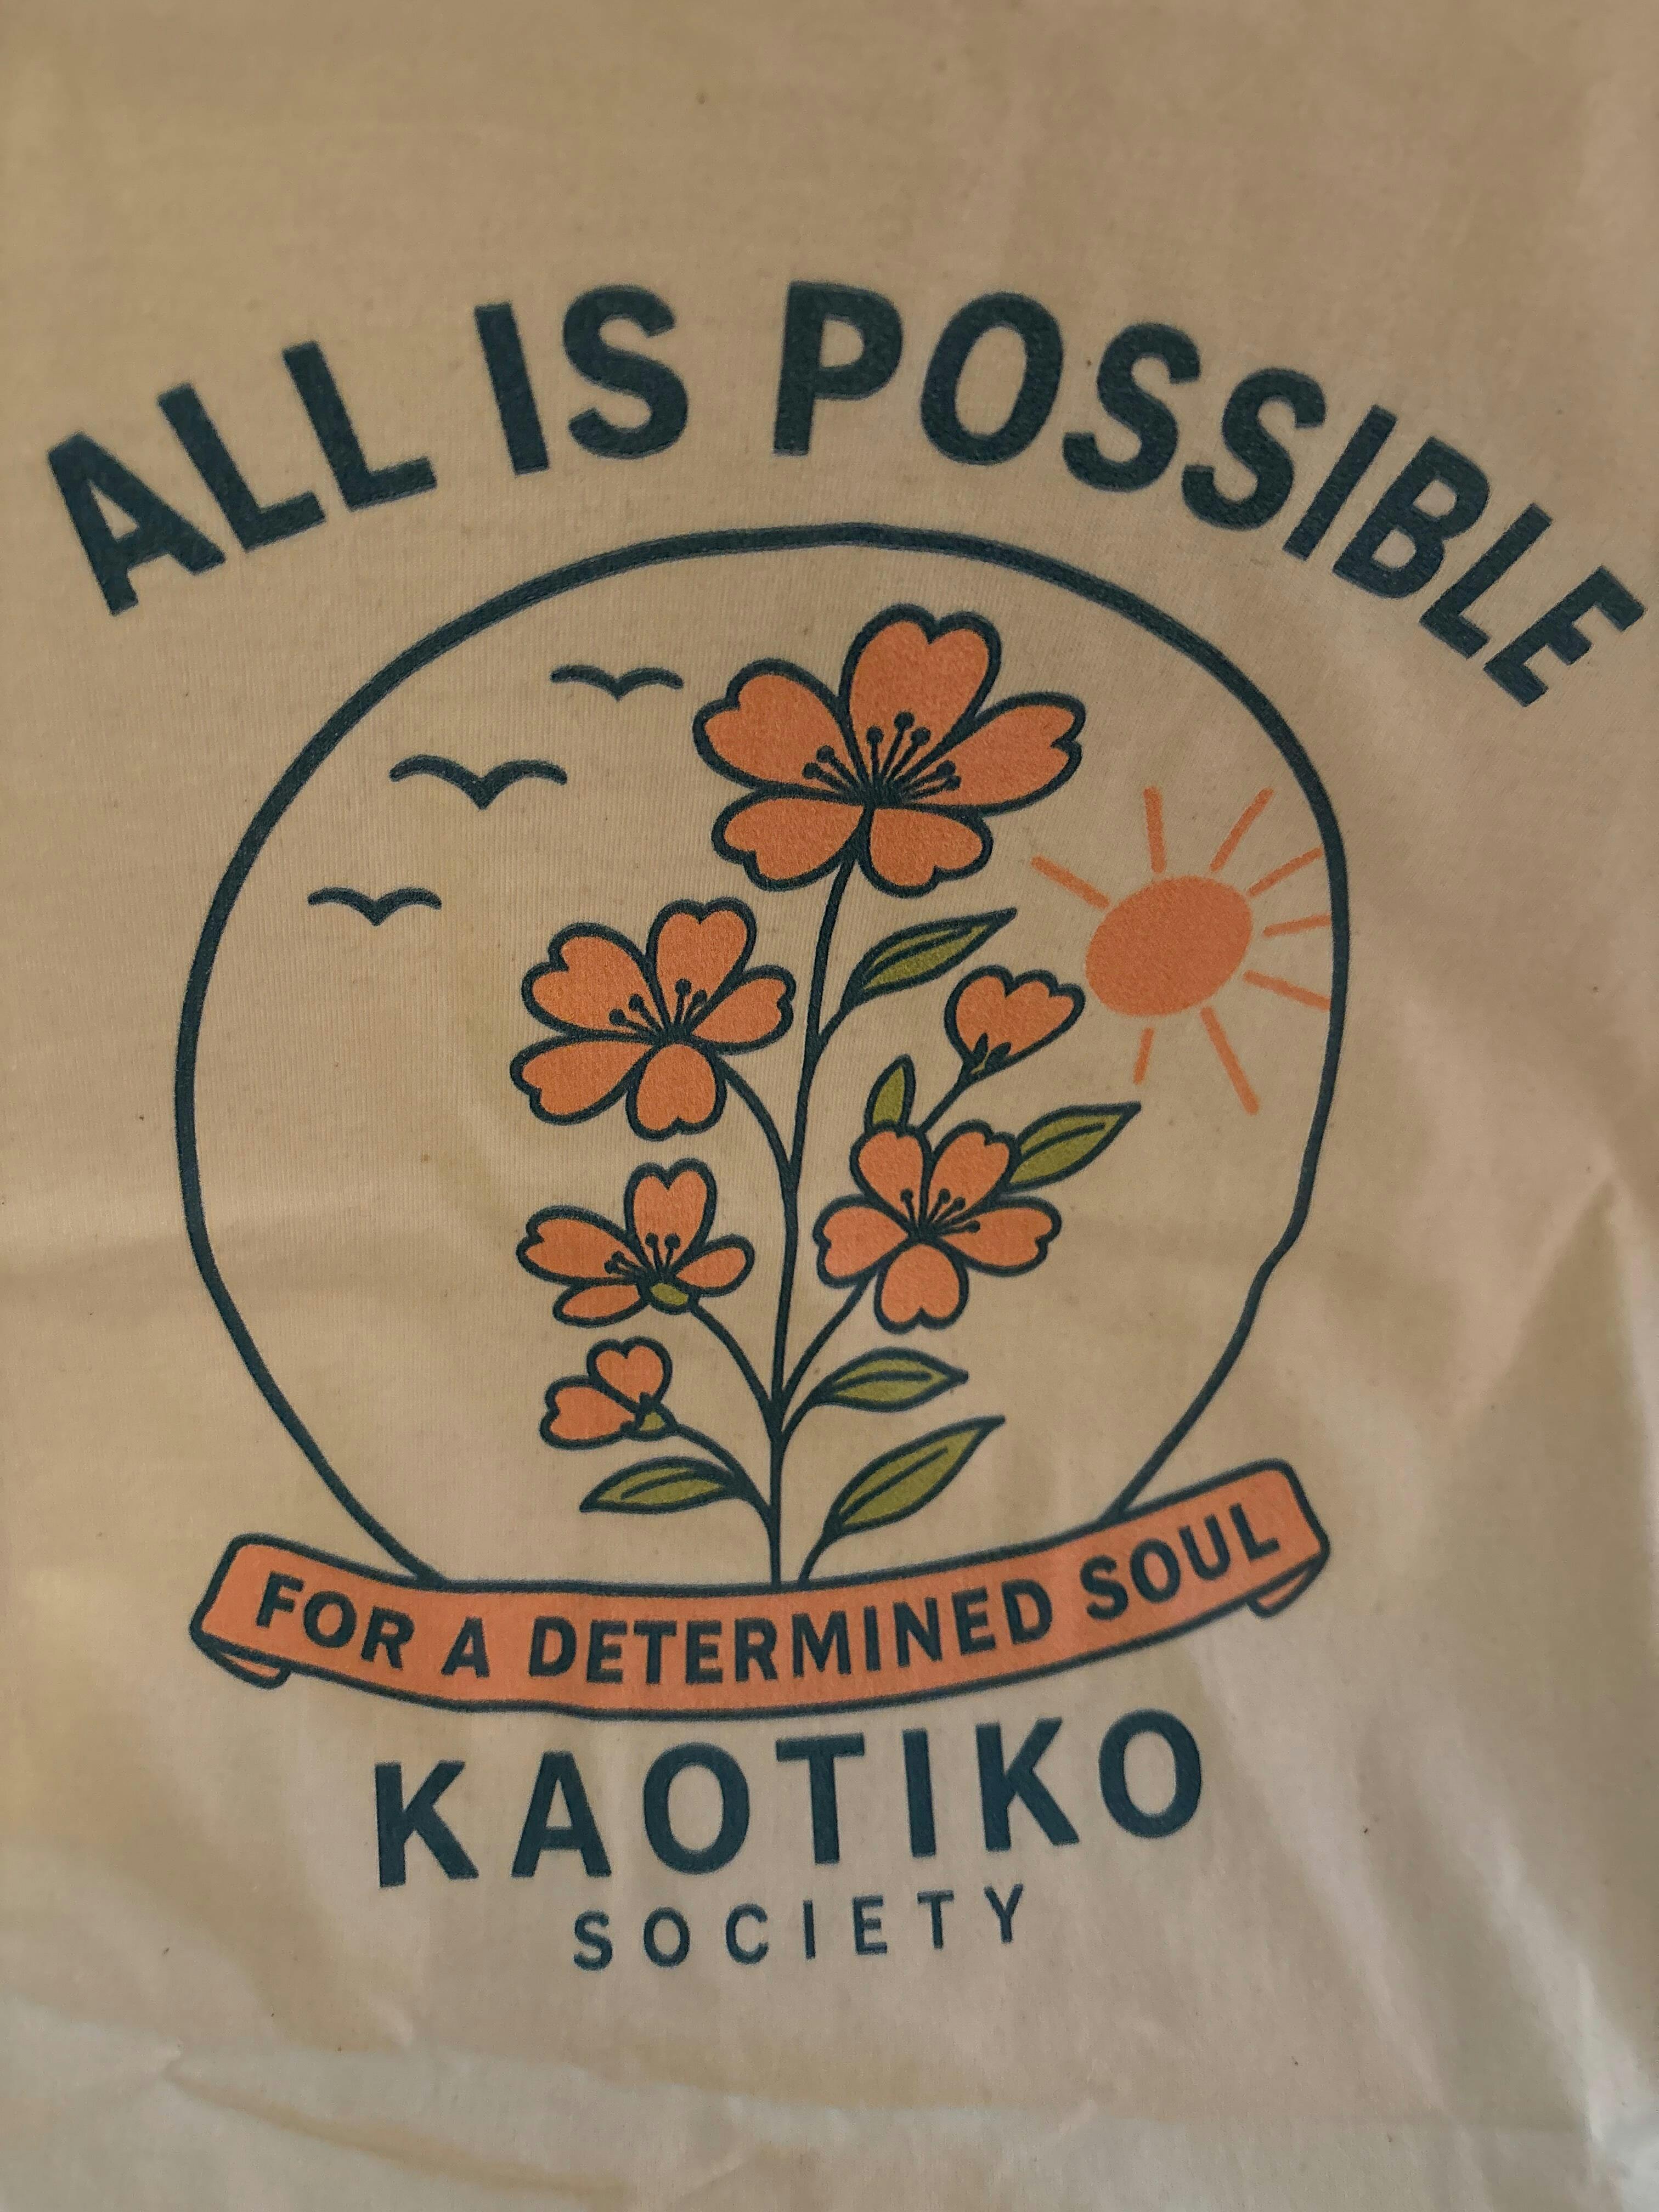 ALL IS POSSIBLE
FOR A DETERMINED SOUL
KAOTIKO
SOCIETY